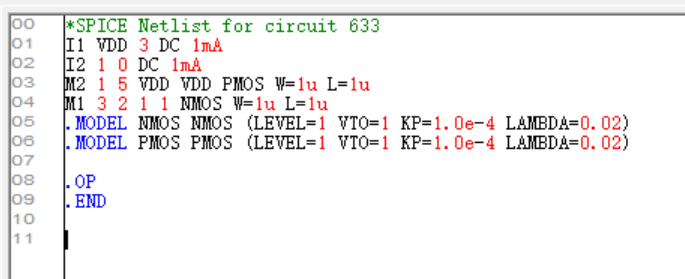 00 *SPICE Netlist for circuit 633
01 I1 VDD 3 DC 1mA
02 I2 1 0 DC 1mA
03 M2 1 5 VDD VDD PMOS W=1u L=1u
04 M1 3 2 1 1 NMOS W=1u L=1u
05 .MODEL NMOS NMOS (LEVEL=1 VTO=1 KP=1.0e-4 LAMBDA=0.02)
06 .MODEL PMOS PMOS (LEVEL=1 VTO=1 KP=1.0e-4 LAMBDA=0.02)
07
08 .OP
09 .END
10
11